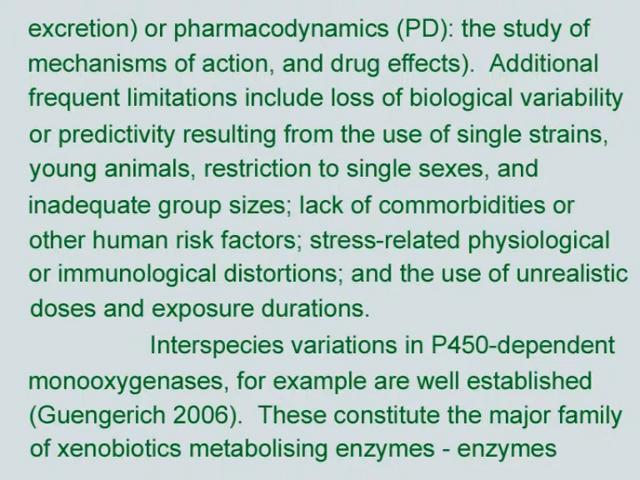 excretion) or pharmacodynamics (PD): the study of
mechanisms of action, and drug effects).  Additional
frequent limitations include loss of biological variability
or predictivity resulting from the use of single strains,
young animals, restriction to single sexes, and
inadequate group sizes; lack of commorbidities or
other human risk factors; stress-related physiological
or immunological distortions; and the use of unrealistic
doses and exposure durations.
Interspecies variations in P450-dependent
monooxygenases, for example are well established
(Guengerich 2006).  These constitute the major family
of xenobiotics metabolising enzymes - enzymes